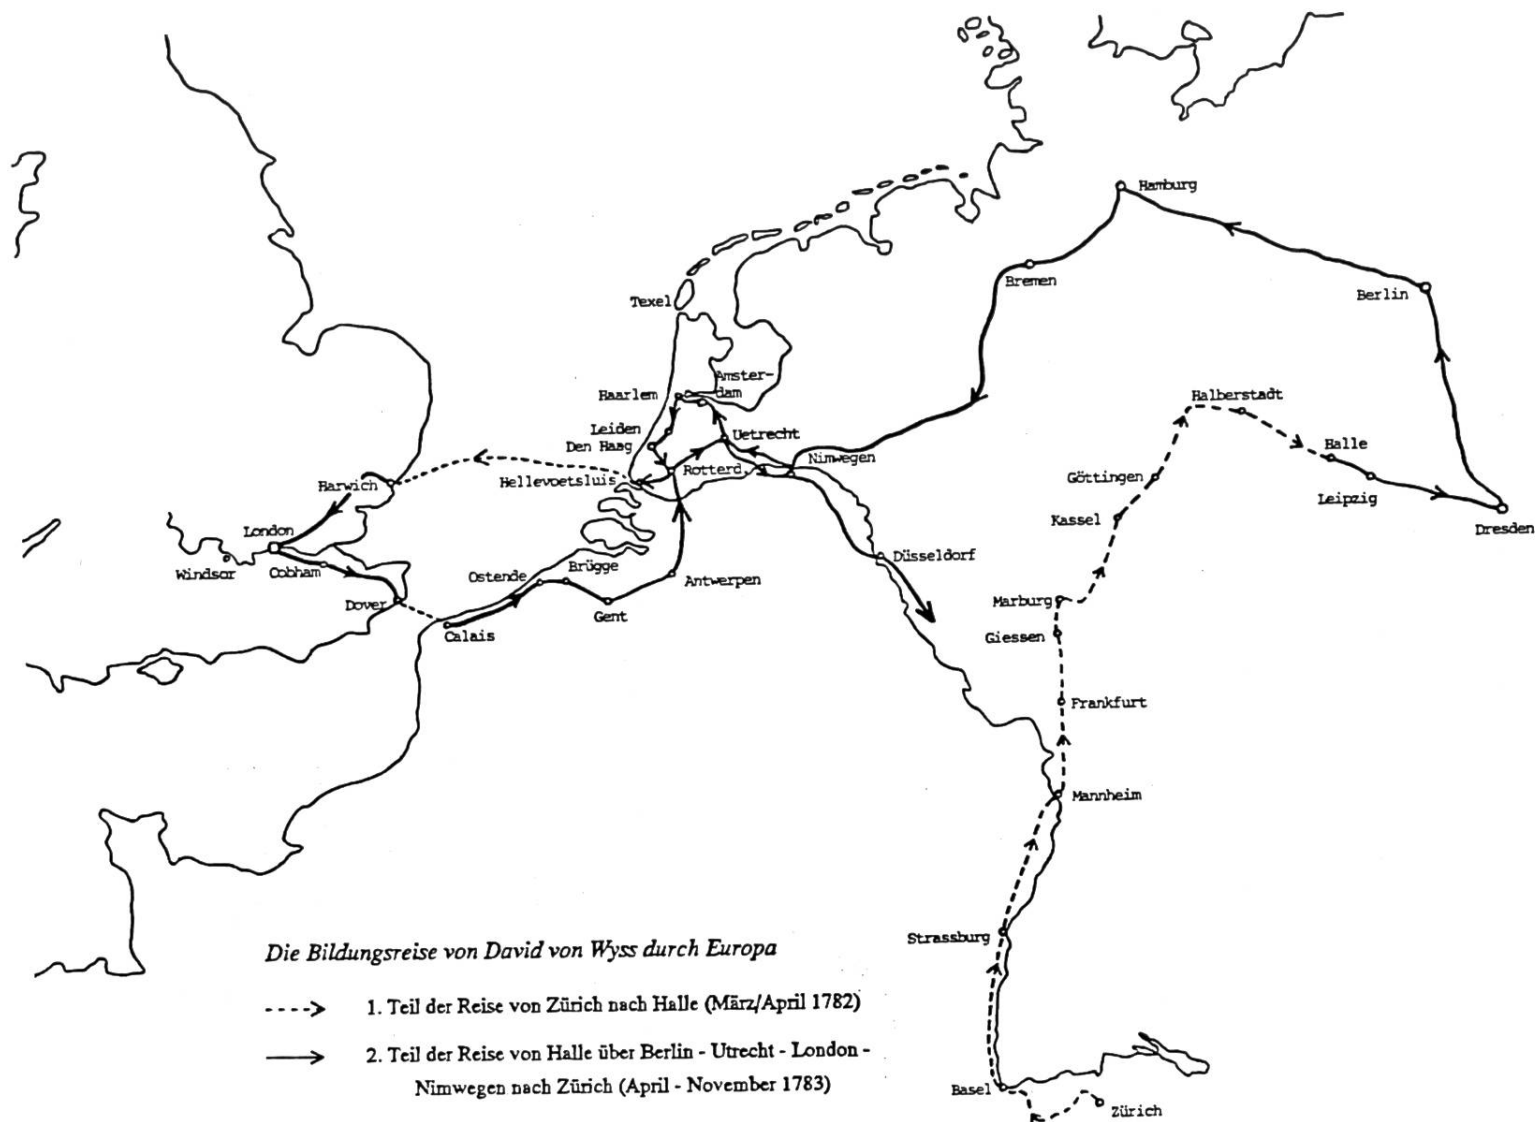 Hamburg
Bremen
Berlin
Texel
Amster-
dam
Haarlem
Halberstadt
Leiden
Den Haag
Uetrecht
Halle
Nimwegen
Rotterd.
Hellevoetsluis
Göttingen
Leipzig
Harwich
Kassel
Dresden
London
Windsor
Cobham
Düsseldorf
Ostende
Brügge
Antwerpen
Dover
Gent
Calais
Marburg
Giessen
Frankfurt
Mannheim
Strassburg
Basel
Zürich
Die Bildungsreise von David von Wyss durch Europa
1. Teil der Reise von Zürich nach Halle (März/April 1782)
2. Teil der Reise von Halle über Berlin - Utrecht - London -
Nimwegen nach Zürich (April - November 1783)